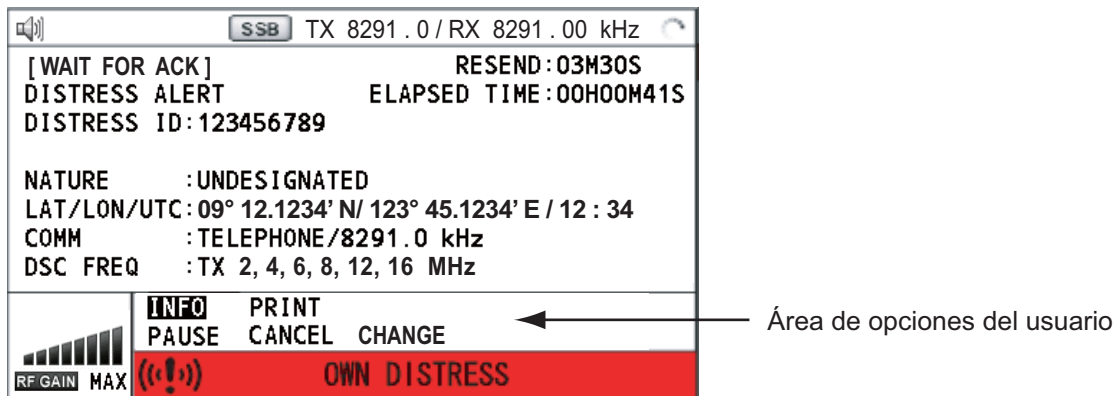 SSB TX 8291 . 0 / RX 8291 . 00 kHz
[WAIT FOR ACK] RESEND:03M30S
DISTRESS ALERT ELAPSED TIME:00H00M41S
DISTRESS ID:123456789
NATURE :UNDESIGNATED
LAT/LON/UTC:09° 12.1234’ N/ 123° 45.1234’ E / 12 : 34
COMM :TELEPHONE/8291.0 kHz
DSC FREQ :TX 2, 4, 6, 8, 12, 16 MHz
INFO PRINT
PAUSE CANCEL CHANGE
Área de opciones del usuario
RF GAIN MAX
OWN DISTRESS